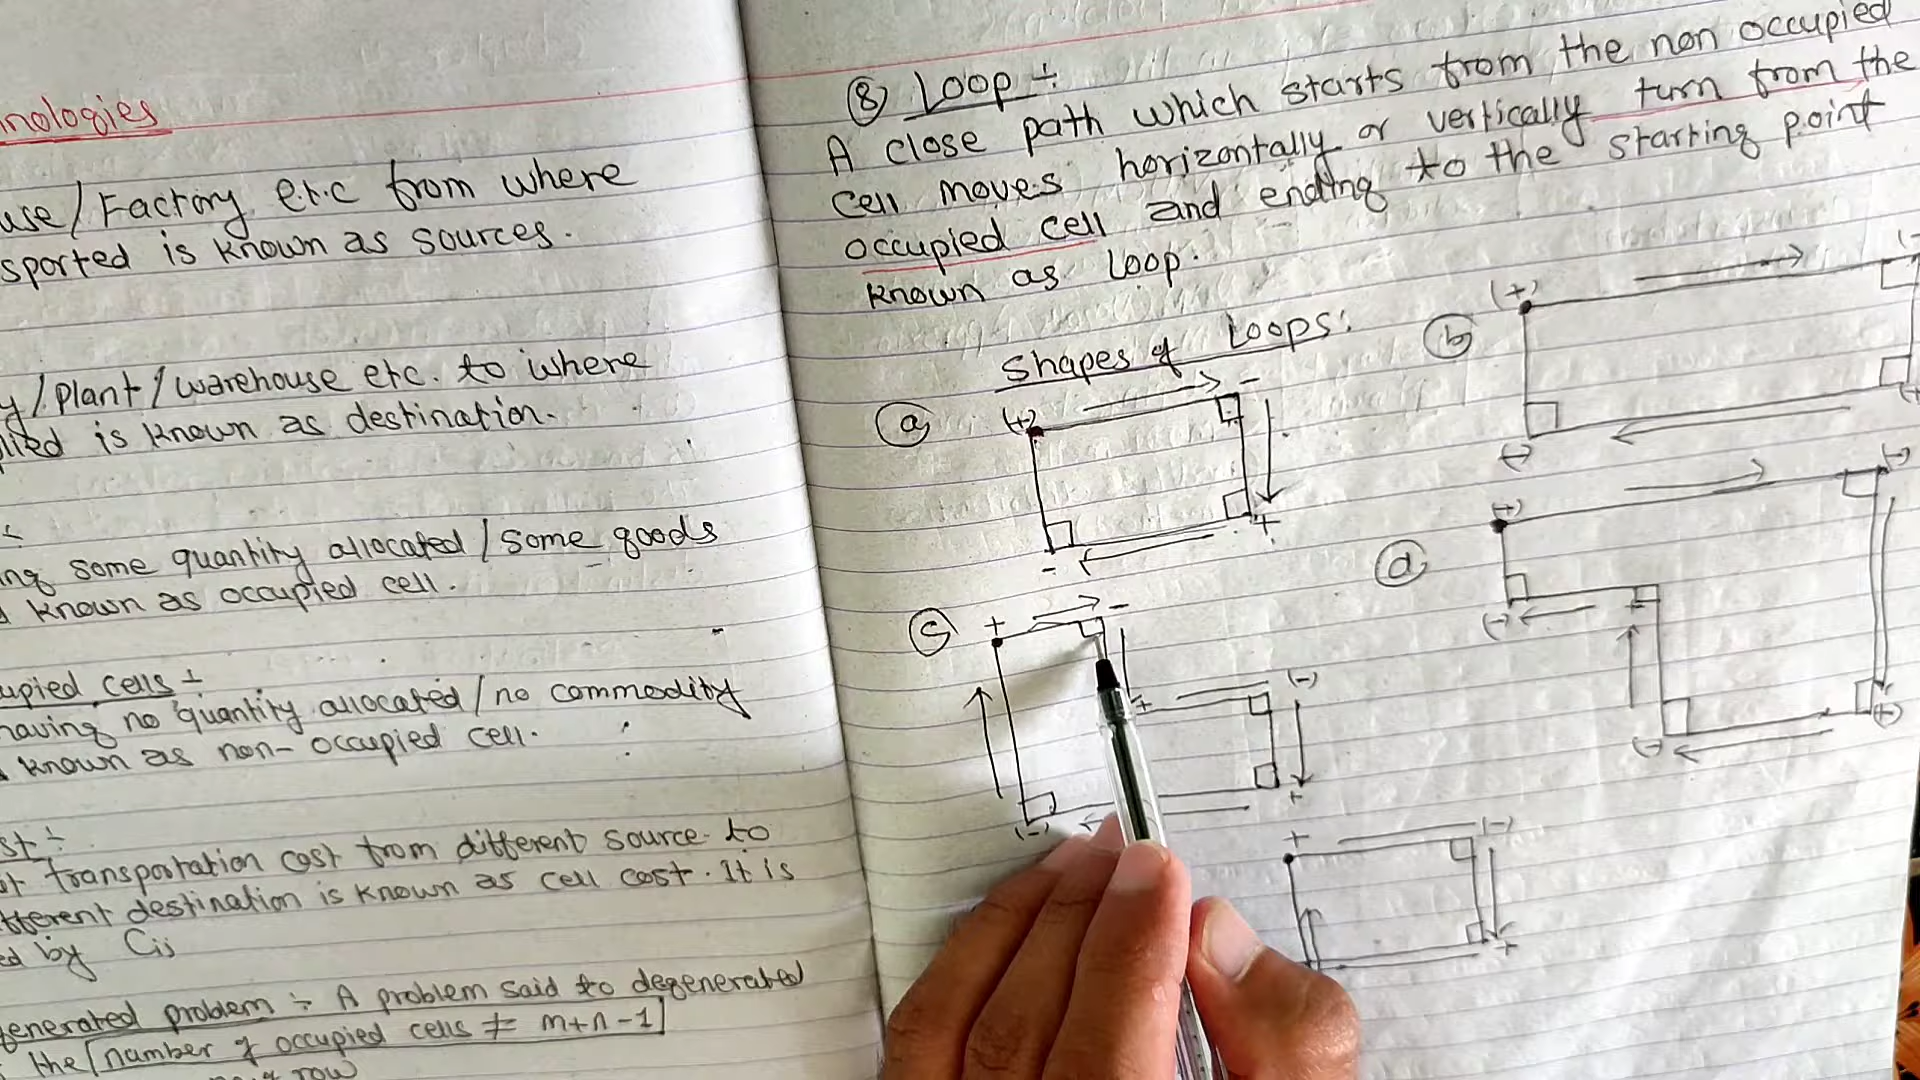 nologies
use/Factory etc from where
sported is known as sources.
y/plant/warehouse etc. to where
lied is known as destination.
ing some quantity allocated/some goods
known as occupied cell.
upied cells ÷
having no quantity allocated/no commodity
known as non-occupied cell.
st ÷
transportation cost from different source to
fferent destination is known as cell cost. It is
ed by Cij
generated problem :- A problem said to degenerated
the number of occupied cells ≠ m+n-1
row
⑧ Loop ÷
A close path which starts from the non occupied
cell moves horizontally or vertically turn from the
occupied cell and ending to the starting point
known as loop.
Shapes of Loops:
ⓐ (+) -
+
-
ⓑ (+) (-)
(+)
(-)
ⓒ + -
+ (-)
+
(-)
ⓓ (+) (-)
(-) +
(-) (+)
+ (-)
+